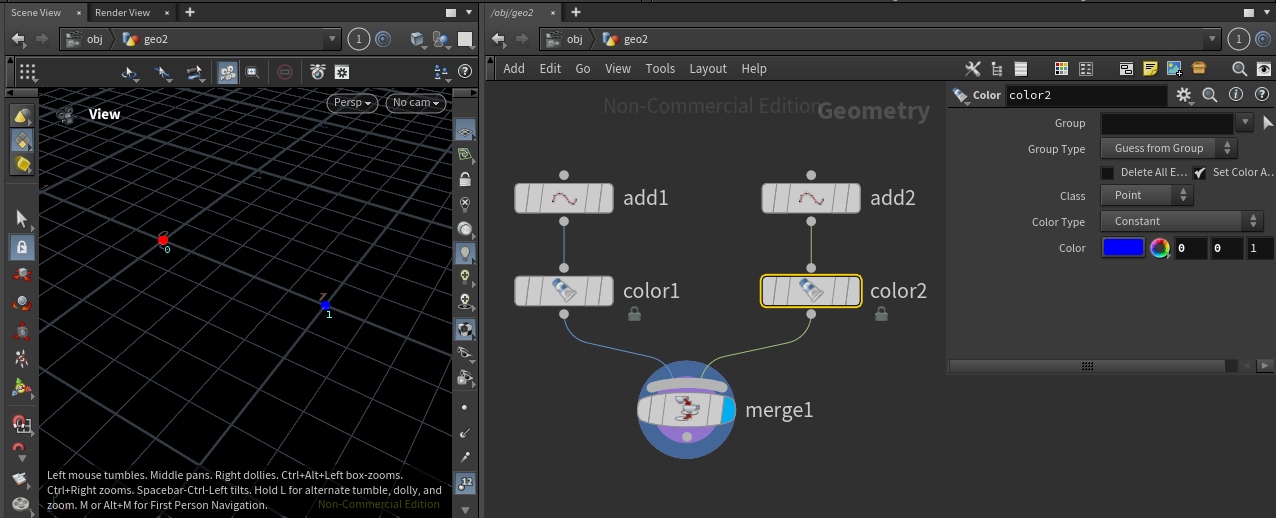 Scene View × Render View × +
/obj/geo2 × +
obj geo2 1
obj geo2 1
Add Edit Go View Tools Layout Help
View
Persp No cam
Non-Commercial Edition
Geometry
Color color2
Group
Group Type Guess from Group
Delete All E... Set Color A..
Class Point
Color Type Constant
Color 0 0 1
add1
add2
color1
color2
merge1
0
1
12
Left mouse tumbles. Middle pans. Right dollies. Ctrl+Alt+Left box-zooms.
Ctrl+Right zooms. Spacebar-Ctrl-Left tilts. Hold L for alternate tumble, dolly, and
zoom. M or Alt+M for First Person Navigation.
Non-Commercial Edition